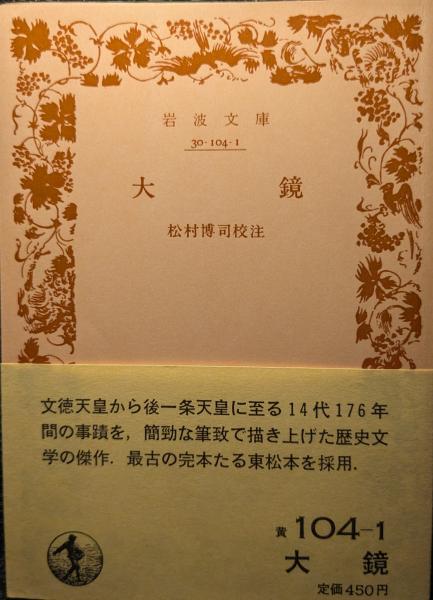 岩波文庫
30-104-1
大鏡
松村博司校注
文徳天皇から後一条天皇に至る14代176年
間の事蹟を，簡勁な筆致で描き上げた歴史文
学の傑作．最古の完本たる東松本を採用．
黄 104-1
大鏡
定価450円